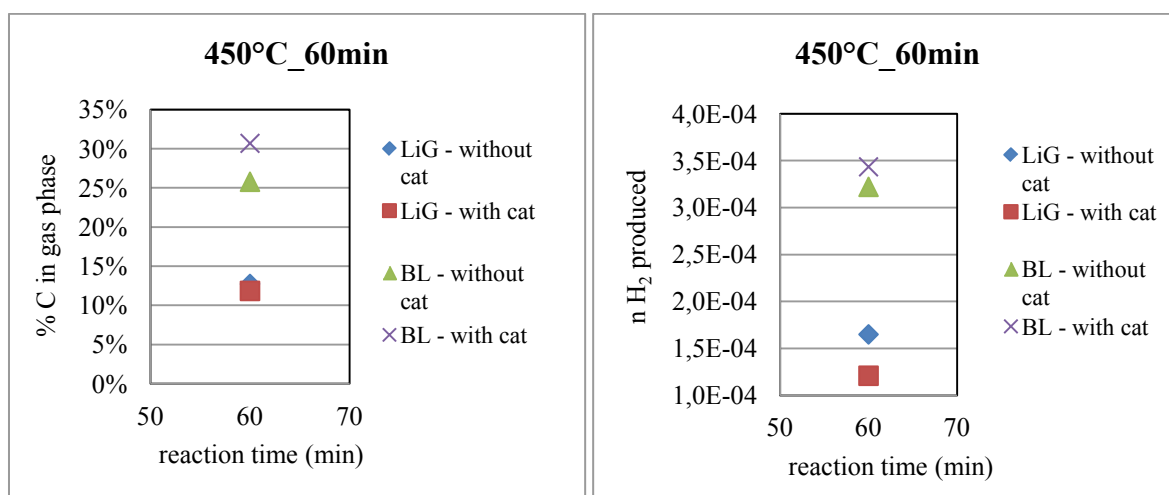 450°C_60min
35%
30%
25%
20%
15%
10%
5%
0%
% C in gas phase
50 60 70
reaction time (min)
LiG - without
cat
LiG - with cat
BL - without
cat
BL - with cat
450°C_60min
4,0E-04
3,5E-04
3,0E-04
2,5E-04
2,0E-04
1,5E-04
1,0E-04
n H₂ produced
50 60 70
reaction time (min)
LiG - without
cat
LiG - with cat
BL - without
cat
BL - with cat